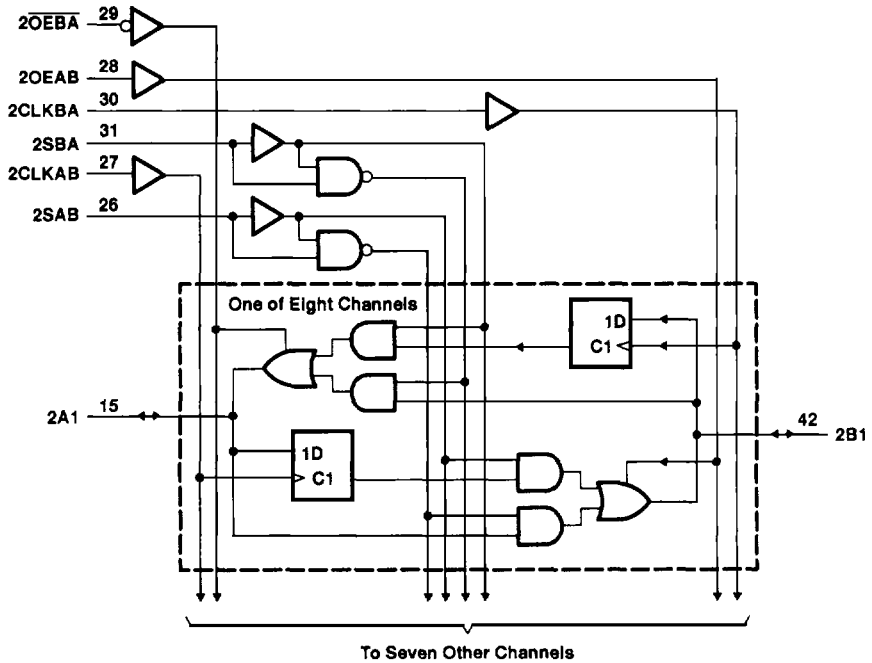 2O̅E̅B̅A̅ 29
2OEAB 28
2CLKBA 30
2SBA 31
2CLKAB 27
2SAB 26
One of Eight Channels
1D
C1
2A1 15
42 2B1
1D
C1
To Seven Other Channels